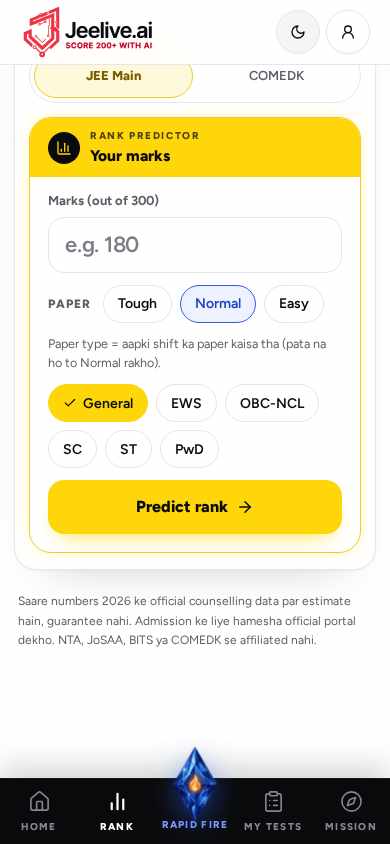 Jeelive.ai
SCORE 200+ WITH AI
JEE Main
COMEDK
RANK PREDICTOR
Your marks
Marks (out of 300)
e.g. 180
PAPER Tough Normal Easy
Paper type = aapki shift ka paper kaisa tha (pata na
ho to Normal rakho).
General EWS OBC-NCL
SC ST PwD
Predict rank →
Saare numbers 2026 ke official counselling data par estimate
hain, guarantee nahi. Admission ke liye hamesha official portal
dekho. NTA, JoSAA, BITS ya COMEDK se affiliated nahi.
HOME RANK RAPID FIRE MY TESTS MISSION